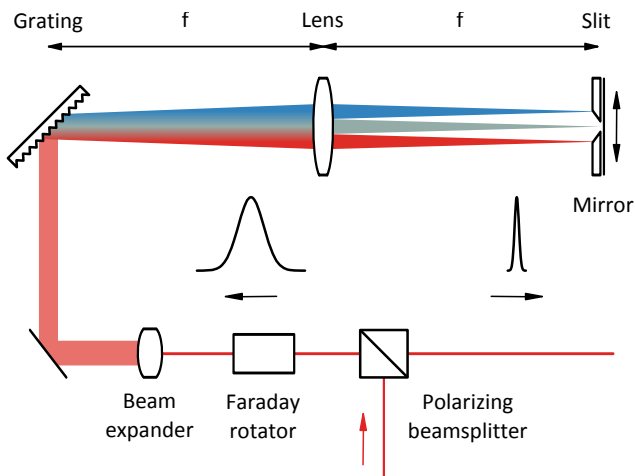 Grating
f
Lens
f
Slit
Mirror
Beam
expander
Faraday
rotator
Polarizing
beamsplitter